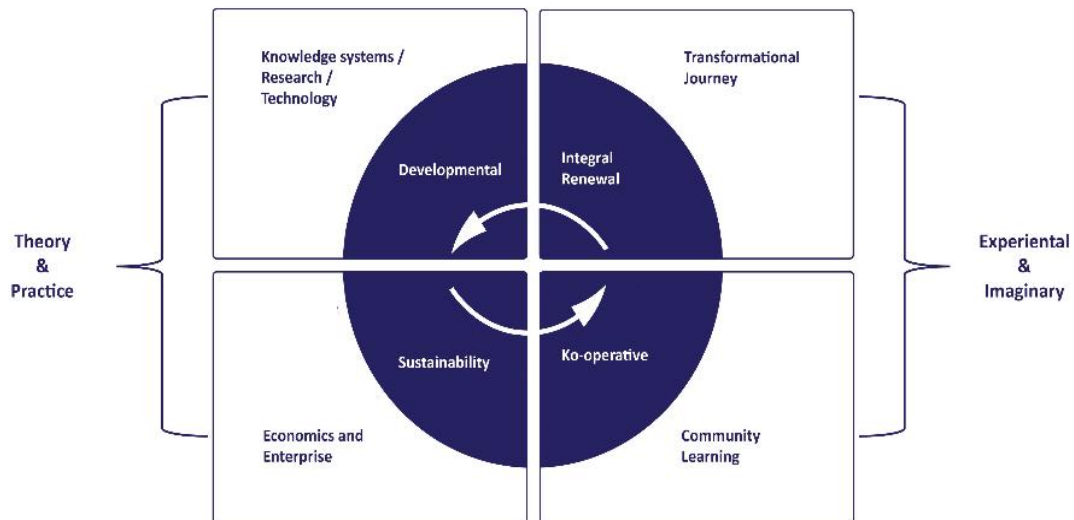 Knowledge systems /
Research /
Technology
Transformational
Journey
Developmental
Integral
Renewal
Theory
&
Practice
Experiental
&
Imaginary
Sustainability
Ko-operative
Economics and
Enterprise
Community
Learning